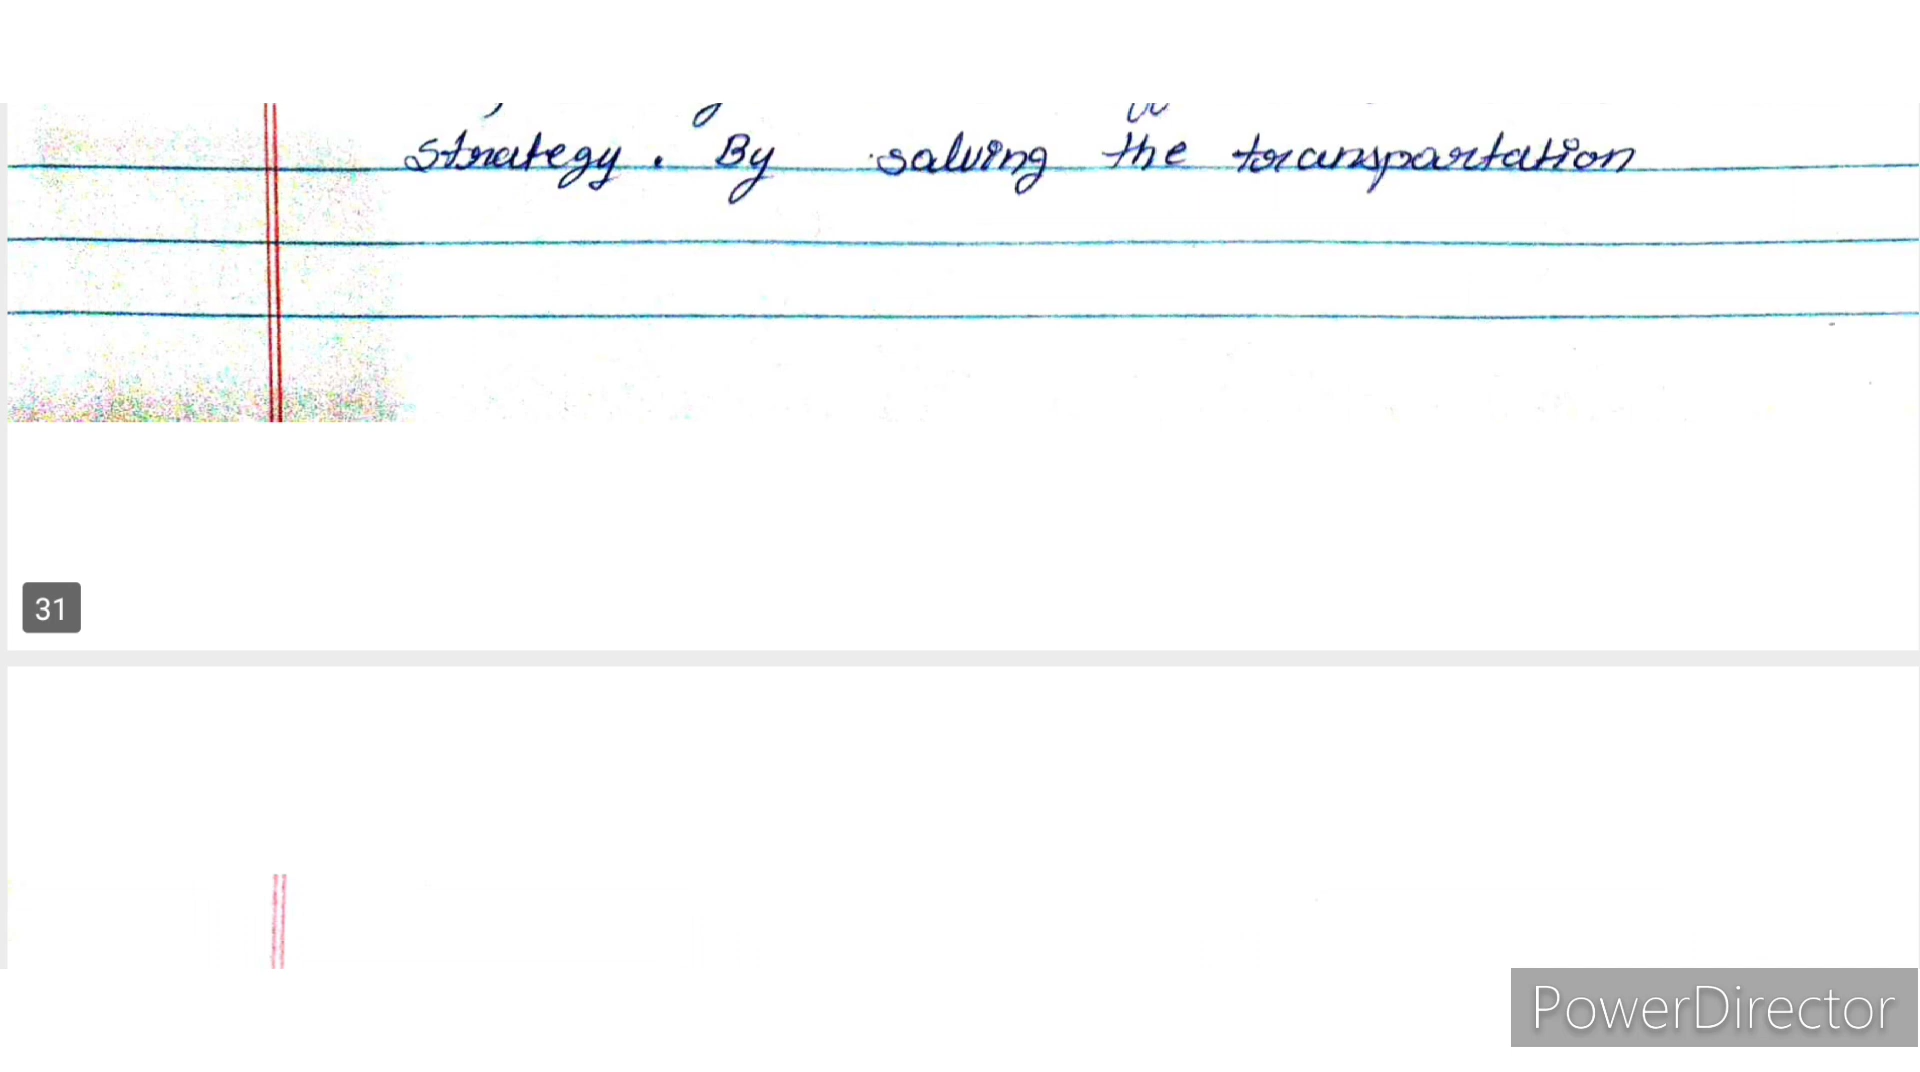 strategy. By solving the transportation
31
PowerDirector